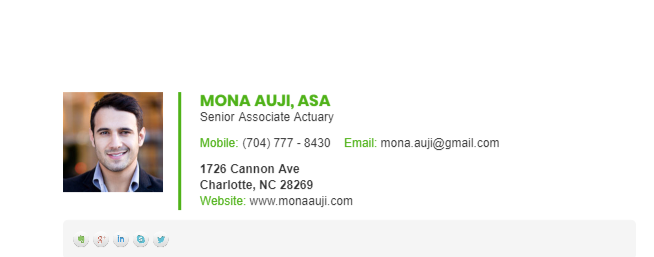 MONA AUJI, ASA
Senior Associate Actuary
Mobile: (704) 777 - 8430 Email: mona.auji@gmail.com
1726 Cannon Ave
Charlotte, NC 28269
Website: www.monaauji.com